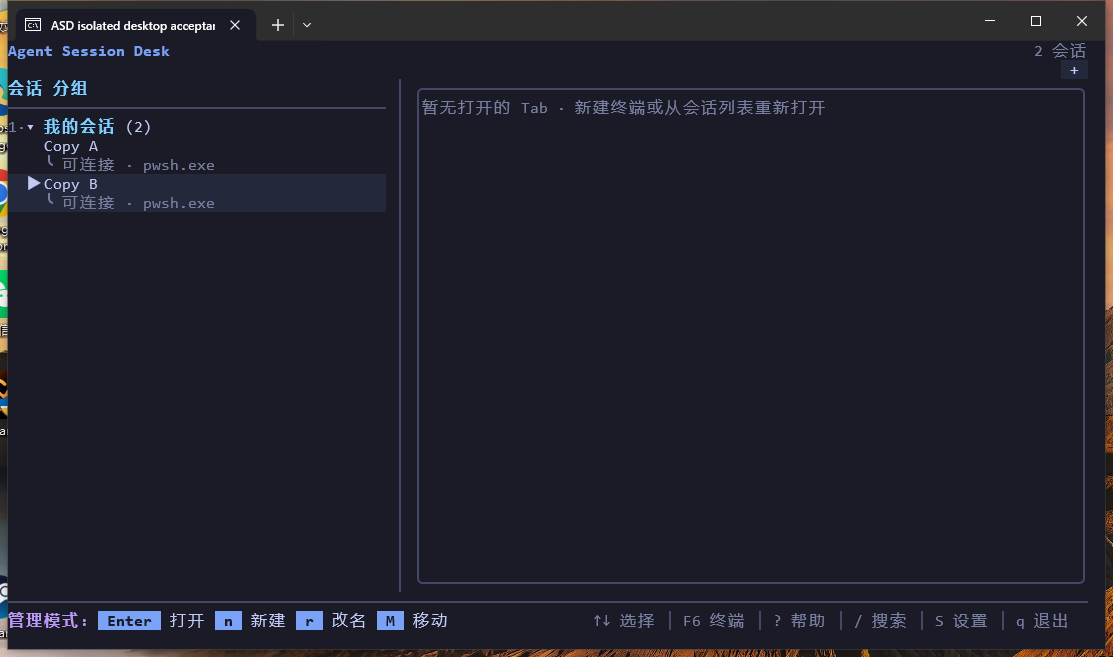 ASD isolated desktop acceptar
Agent Session Desk
2 会话
+
会话 分组
1·▾ 我的会话 (2)
Copy A
╰ 可连接 · pwsh.exe
▶Copy B
╰ 可连接 · pwsh.exe
暂无打开的 Tab · 新建终端或从会话列表重新打开
管理模式: Enter 打开 n 新建 r 改名 M 移动
↑↓ 选择 │ F6 终端 │ ? 帮助 │ / 搜索 │ S 设置 │ q 退出